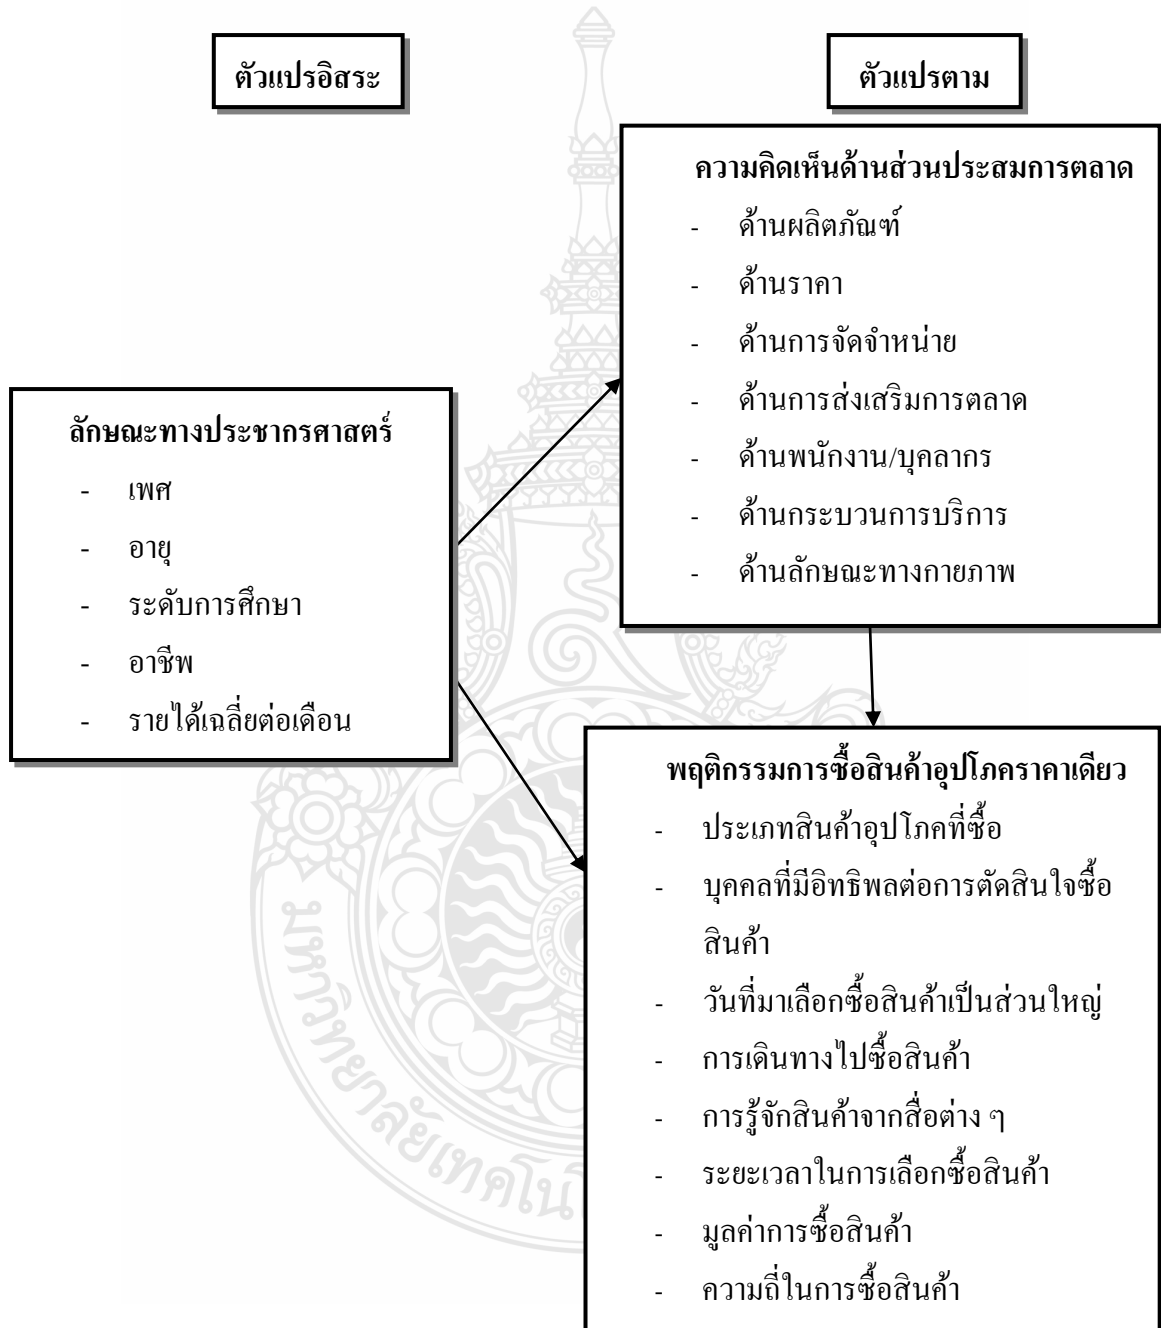 ตัวแปรอิสระ
ตัวแปรตาม
ความคิดเห็นด้านส่วนประสมการตลาด
- ด้านผลิตภัณฑ์
- ด้านราคา
- ด้านการจัดจำหน่าย
- ด้านการส่งเสริมการตลาด
- ด้านพนักงาน/บุคลากร
- ด้านกระบวนการบริการ
- ด้านลักษณะทางกายภาพ
ลักษณะทางประชากรศาสตร์
- เพศ
- อายุ
- ระดับการศึกษา
- อาชีพ
- รายได้เฉลี่ยต่อเดือน
พฤติกรรมการซื้อสินค้าอุปโภคราคาเดียว
- ประเภทสินค้าอุปโภคที่ซื้อ
- บุคคลที่มีอิทธิพลต่อการตัดสินใจซื้อ
สินค้า
- วันที่มาเลือกซื้อสินค้าเป็นส่วนใหญ่
- การเดินทางไปซื้อสินค้า
- การรู้จักสินค้าจากสื่อต่าง ๆ
- ระยะเวลาในการเลือกซื้อสินค้า
- มูลค่าการซื้อสินค้า
- ความถี่ในการซื้อสินค้า
มหาวิทยาลัยเทคโน